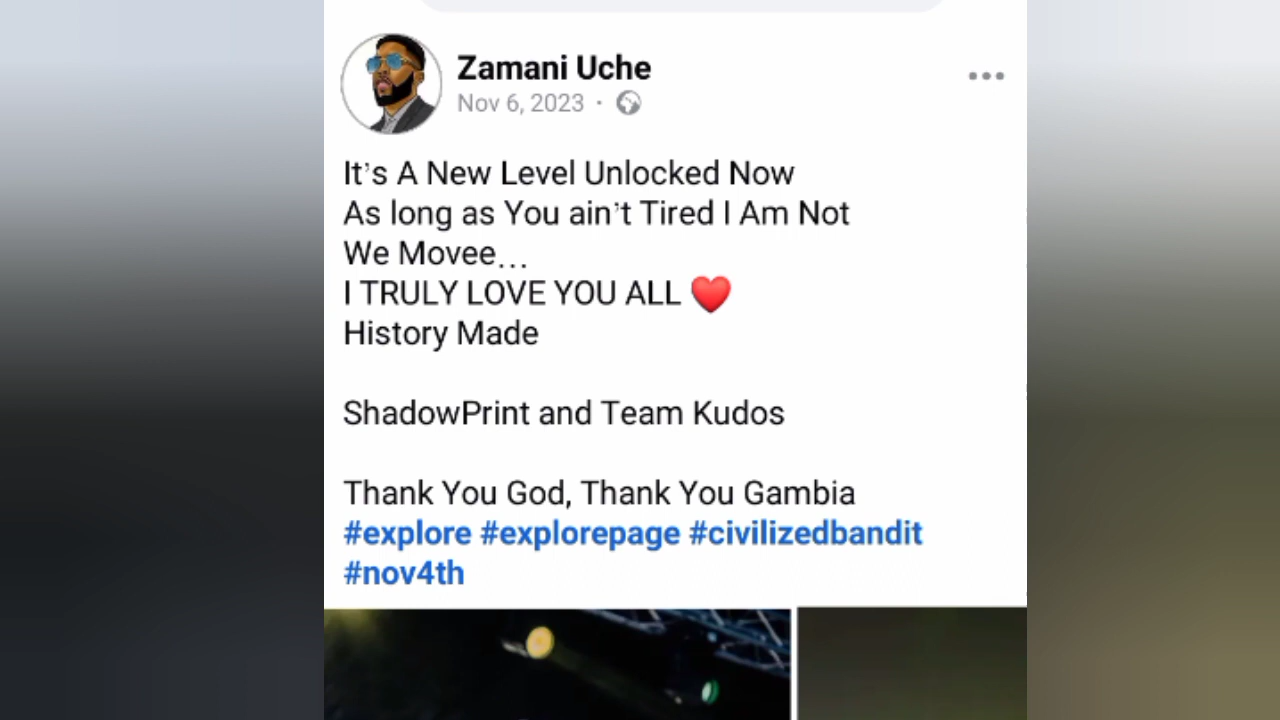 Zamani Uche
Nov 6, 2023 ·
It's A New Level Unlocked Now
As long as You ain't Tired I Am Not
We Movee...
I TRULY LOVE YOU ALL ❤️
History Made
ShadowPrint and Team Kudos
Thank You God, Thank You Gambia
#explore #explorepage #civilizedbandit
#nov4th